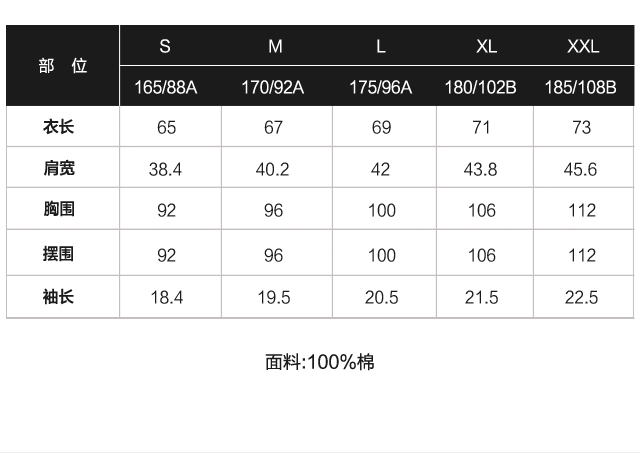 部 位 S M L XL XXL
165/88A 170/92A 175/96A 180/102B 185/108B
衣长 65 67 69 71 73
肩宽 38.4 40.2 42 43.8 45.6
胸围 92 96 100 106 112
摆围 92 96 100 106 112
袖长 18.4 19.5 20.5 21.5 22.5
面料:100%棉